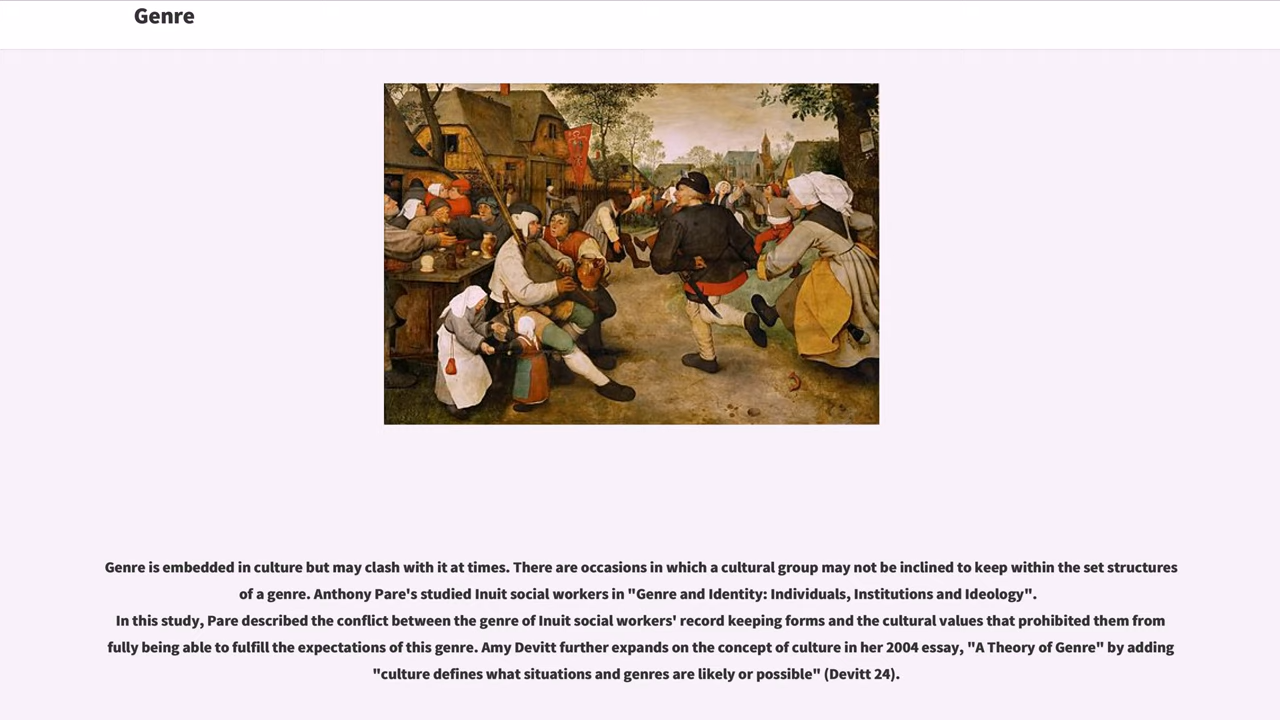 Genre
Genre is embedded in culture but may clash with it at times. There are occasions in which a cultural group may not be inclined to keep within the set structures
of a genre. Anthony Pare's studied Inuit social workers in "Genre and Identity: Individuals, Institutions and Ideology".
In this study, Pare described the conflict between the genre of Inuit social workers' record keeping forms and the cultural values that prohibited them from
fully being able to fulfill the expectations of this genre. Amy Devitt further expands on the concept of culture in her 2004 essay, "A Theory of Genre" by adding
"culture defines what situations and genres are likely or possible" (Devitt 24).